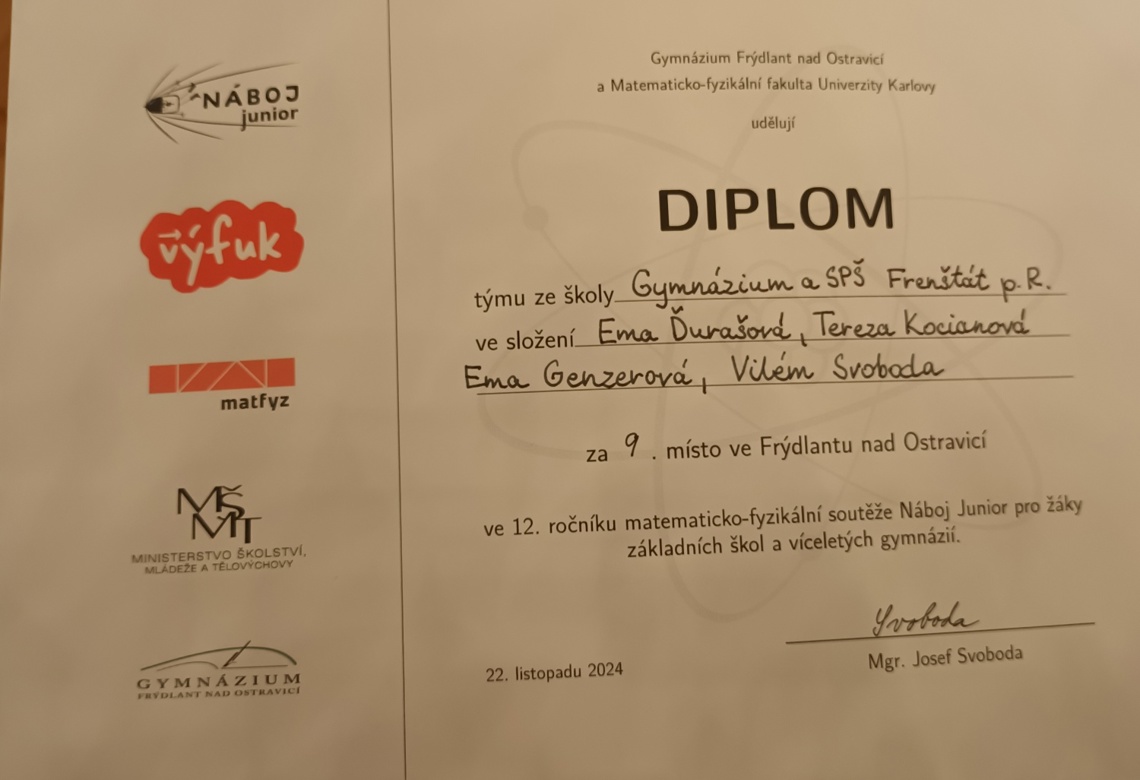 NÁBOJ
junior
výfuk
matfyz
MŠ
MT
MINISTERSTVO ŠKOLSTVÍ,
MLÁDEŽE A TĚLOVÝCHOVY
GYMNÁZIUM
FRÝDLANT NAD OSTRAVICÍ
Gymnázium Frýdlant nad Ostravicí
a Matematicko-fyzikální fakulta Univerzity Karlovy
udělují
DIPLOM
týmu ze školy Gymnázium a SPŠ Frenštát p.R.
ve složení Ema Ďurašová, Tereza Kocianová
Ema Genzerová, Vilém Svoboda
za 9. místo ve Frýdlantu nad Ostravicí
ve 12. ročníku matematicko-fyzikální soutěže Náboj Junior pro žáky
základních škol a víceletých gymnázií.
Svoboda
22. listopadu 2024
Mgr. Josef Svoboda